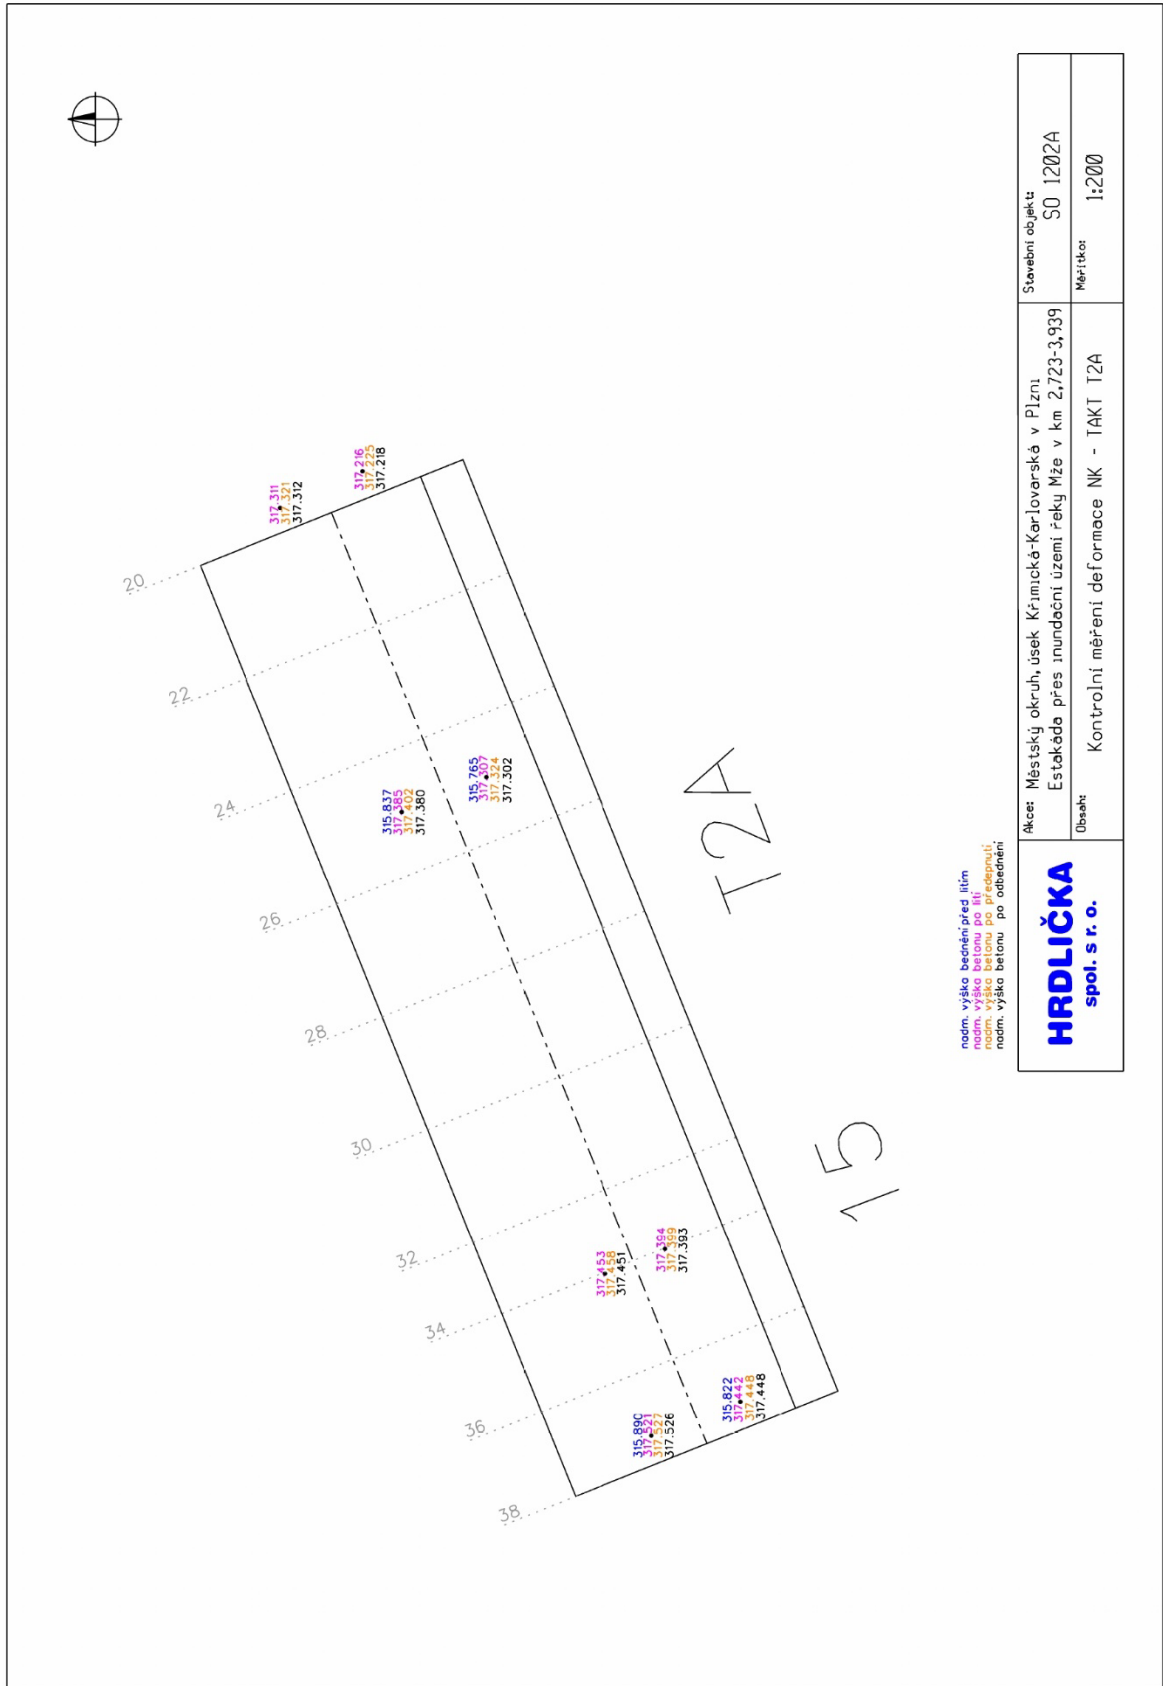 20
22
24
26
28
30
32
34
36
38
317.311
317.321
317.312
317.216
317.225
317.218
315.837
317.385
317.402
317.380
315.765
317.307
317.324
317.302
317.453
317.458
317.451
317.394
317.399
317.393
315.890
317.521
317.527
317.526
315.822
317.442
317.448
317.448
T2A
15
nadm. výška bednění před litím
nadm. výška betonu po lití
nadm. výška betonu po předepnutí
nadm. výška betonu po odbednění
HRDLIČKA
spol. s r. o.
Akce: Městský okruh, úsek Křimická-Karlovarská v Plzni
Estakáda přes inundační území řeky Mže v km 2,723-3,939
Stavební objekt:
SO 1202A
Obsah:
Kontrolní měření deformace NK - TAKT T2A
Měřítko:
1:200